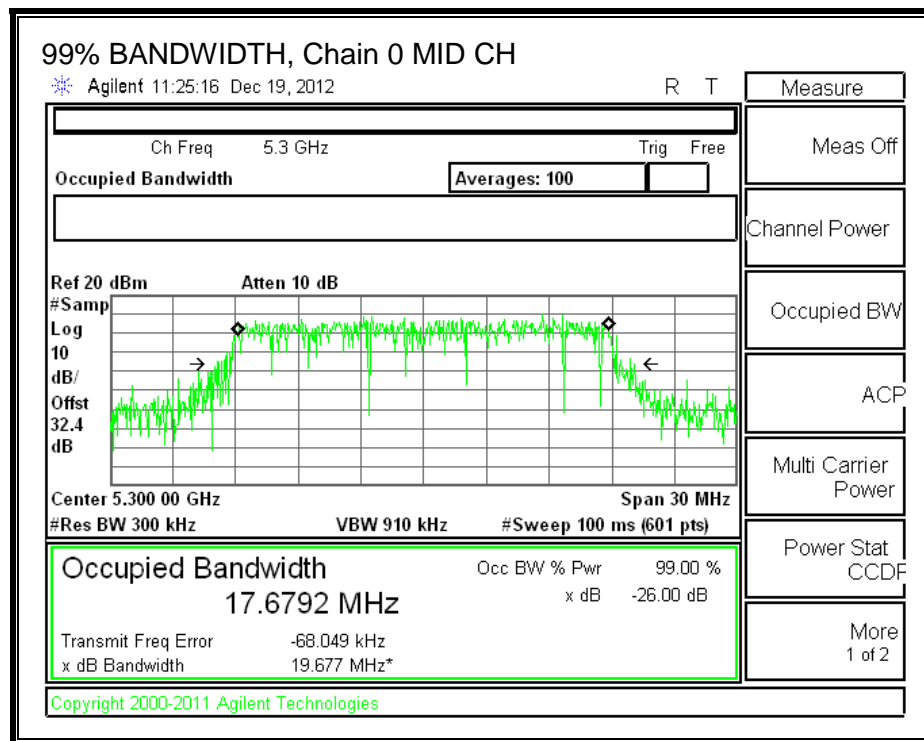 99% BANDWIDTH, Chain 0 MID CH
Agilent 11:25:16 Dec 19, 2012 R T
Measure
Ch Freq 5.3 GHz Trig Free
Occupied Bandwidth Averages: 100
Meas Off
Channel Power
Occupied BW
ACP
Multi Carrier
Power
Power Stat
CCDF
More
1 of 2
Ref 20 dBm Atten 10 dB
#Samp
Log
10
dB/
Offst
32.4
dB
Center 5.300 00 GHz Span 30 MHz
#Res BW 300 kHz VBW 910 kHz #Sweep 100 ms (601 pts)
Occupied Bandwidth Occ BW % Pwr 99.00 %
17.6792 MHz x dB -26.00 dB
Transmit Freq Error -68.049 kHz
x dB Bandwidth 19.677 MHz*
Copyright 2000-2011 Agilent Technologies